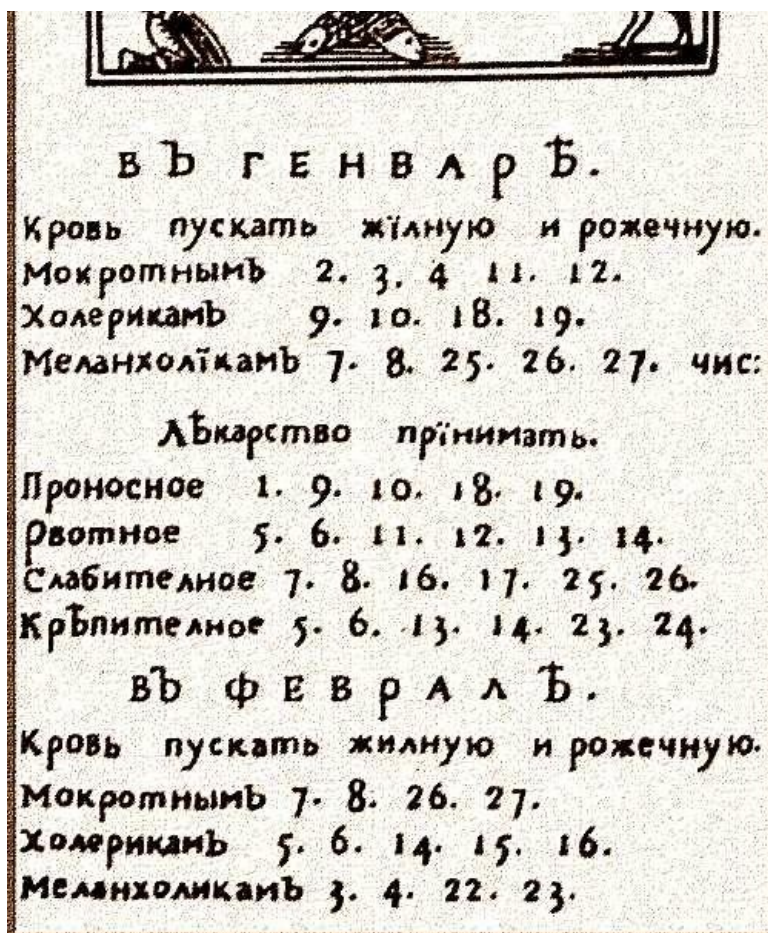 въ генварѣ.
Кровь пускать жїлную и рожечную.
Мокротнымъ 2. 3. 4 11. 12.
Холерикамъ 9. 10. 18. 19.
Меланхолїкамъ 7. 8. 25. 26. 27. чис:
Лѣкарство прїнимать.
Проносное 1. 9. 10. 18. 19.
Рвотное 5. 6. 11. 12. 13. 14.
Слабителное 7. 8. 16. 17. 25. 26.
Крѣпителное 5. 6. 13. 14. 23. 24.
въ февралѣ.
Кровь пускать жилную и рожечную.
Мокротнымъ 7. 8. 26. 27.
Холерикамъ 5. 6. 14. 15. 16.
Меланхоликамъ 3. 4. 22. 23.